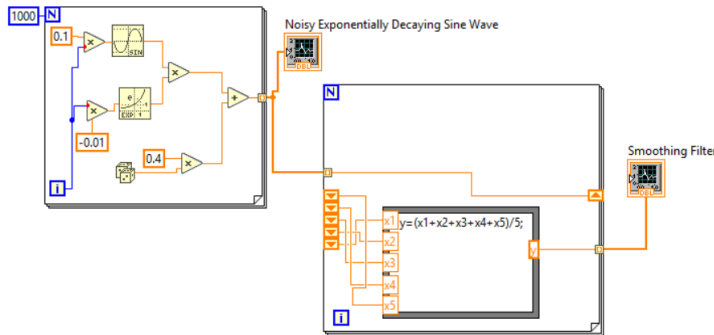 1000 N
Noisy Exponentially Decaying Sine Wave
0.1
SIN
DBL
e
EXP
N
-0.01
0.4
Smoothing Filter
DBL
i
x1 y=(x1+x2+x3+x4+x5)/5;
x2
y
x3
x4
x5
i